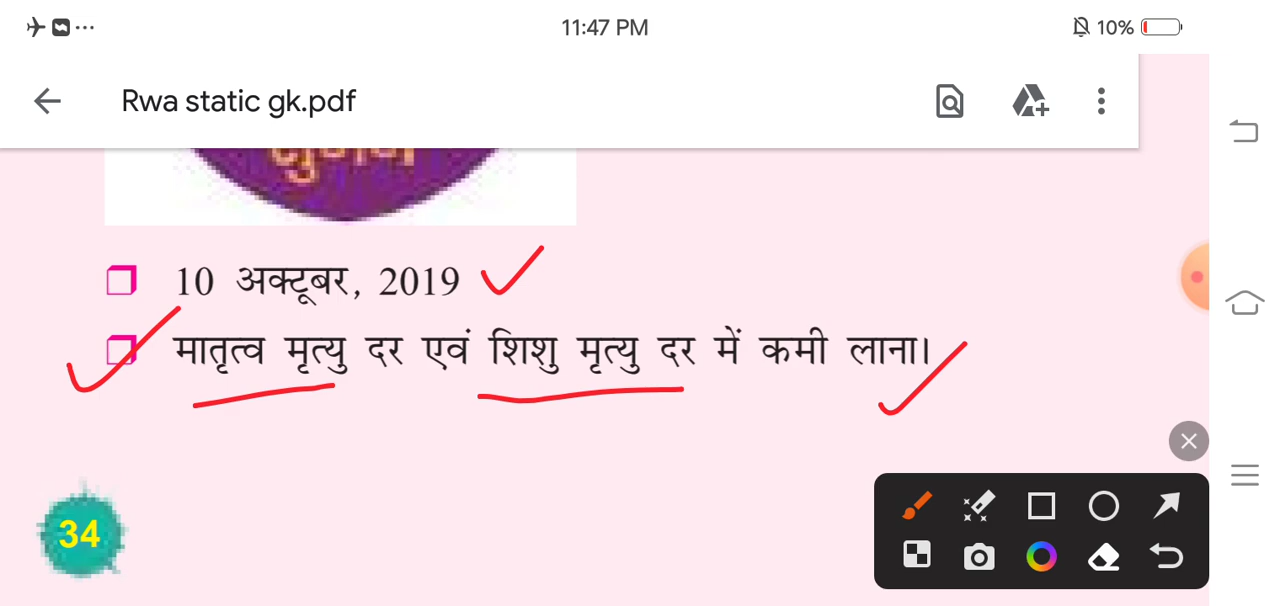 11:47 PM
10%
Rwa static gk.pdf
10 अक्टूबर, 2019
मातृत्व मृत्यु दर एवं शिशु मृत्यु दर में कमी लाना।
34